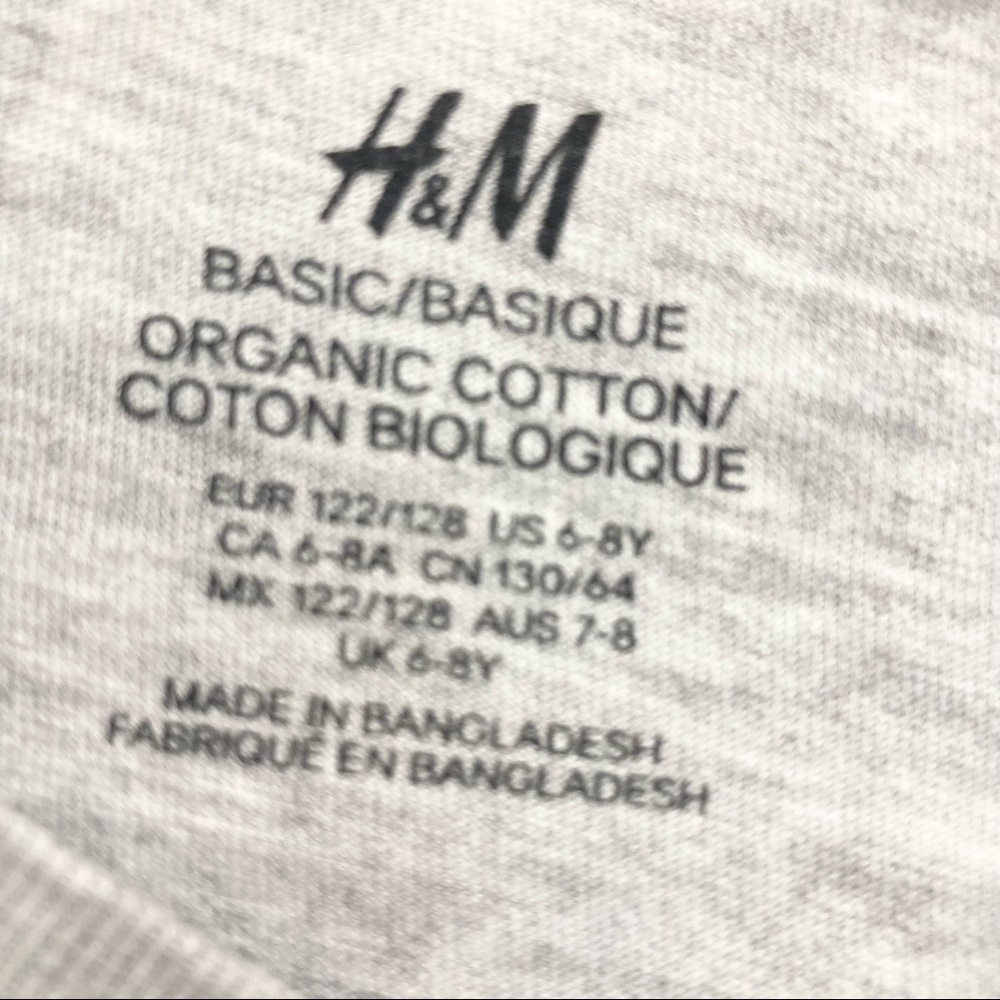 H&M
BASIC/BASIQUE
ORGANIC COTTON/
COTON BIOLOGIQUE
EUR 122/128 US 6-8Y
CA 6-8A CN 130/64
MX 122/128 AUS 7-8
UK 6-8Y
MADE IN BANGLADESH
FABRIQUÉ EN BANGLADESH